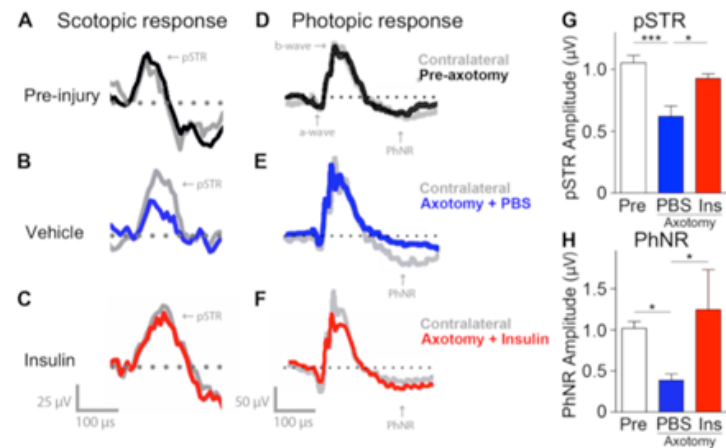 A Scotopic response
D Photopic response
G pSTR
Pre-injury
←pSTR
b-wave→
Contralateral
Pre-axotomy
a-wave
PhNR
pSTR Amplitude (µV)
1.0
0.5
0
***
*
Pre PBS Ins
Axotomy
B
E
Vehicle
←pSTR
Contralateral
Axotomy + PBS
PhNR
H PhNR
PhNR Amplitude (µV)
1.5
1.0
0.5
0
*
*
Pre PBS Ins
Axotomy
C
F
Insulin
←pSTR
Contralateral
Axotomy + Insulin
PhNR
25 µV
100 µs
50 µV
100 µs